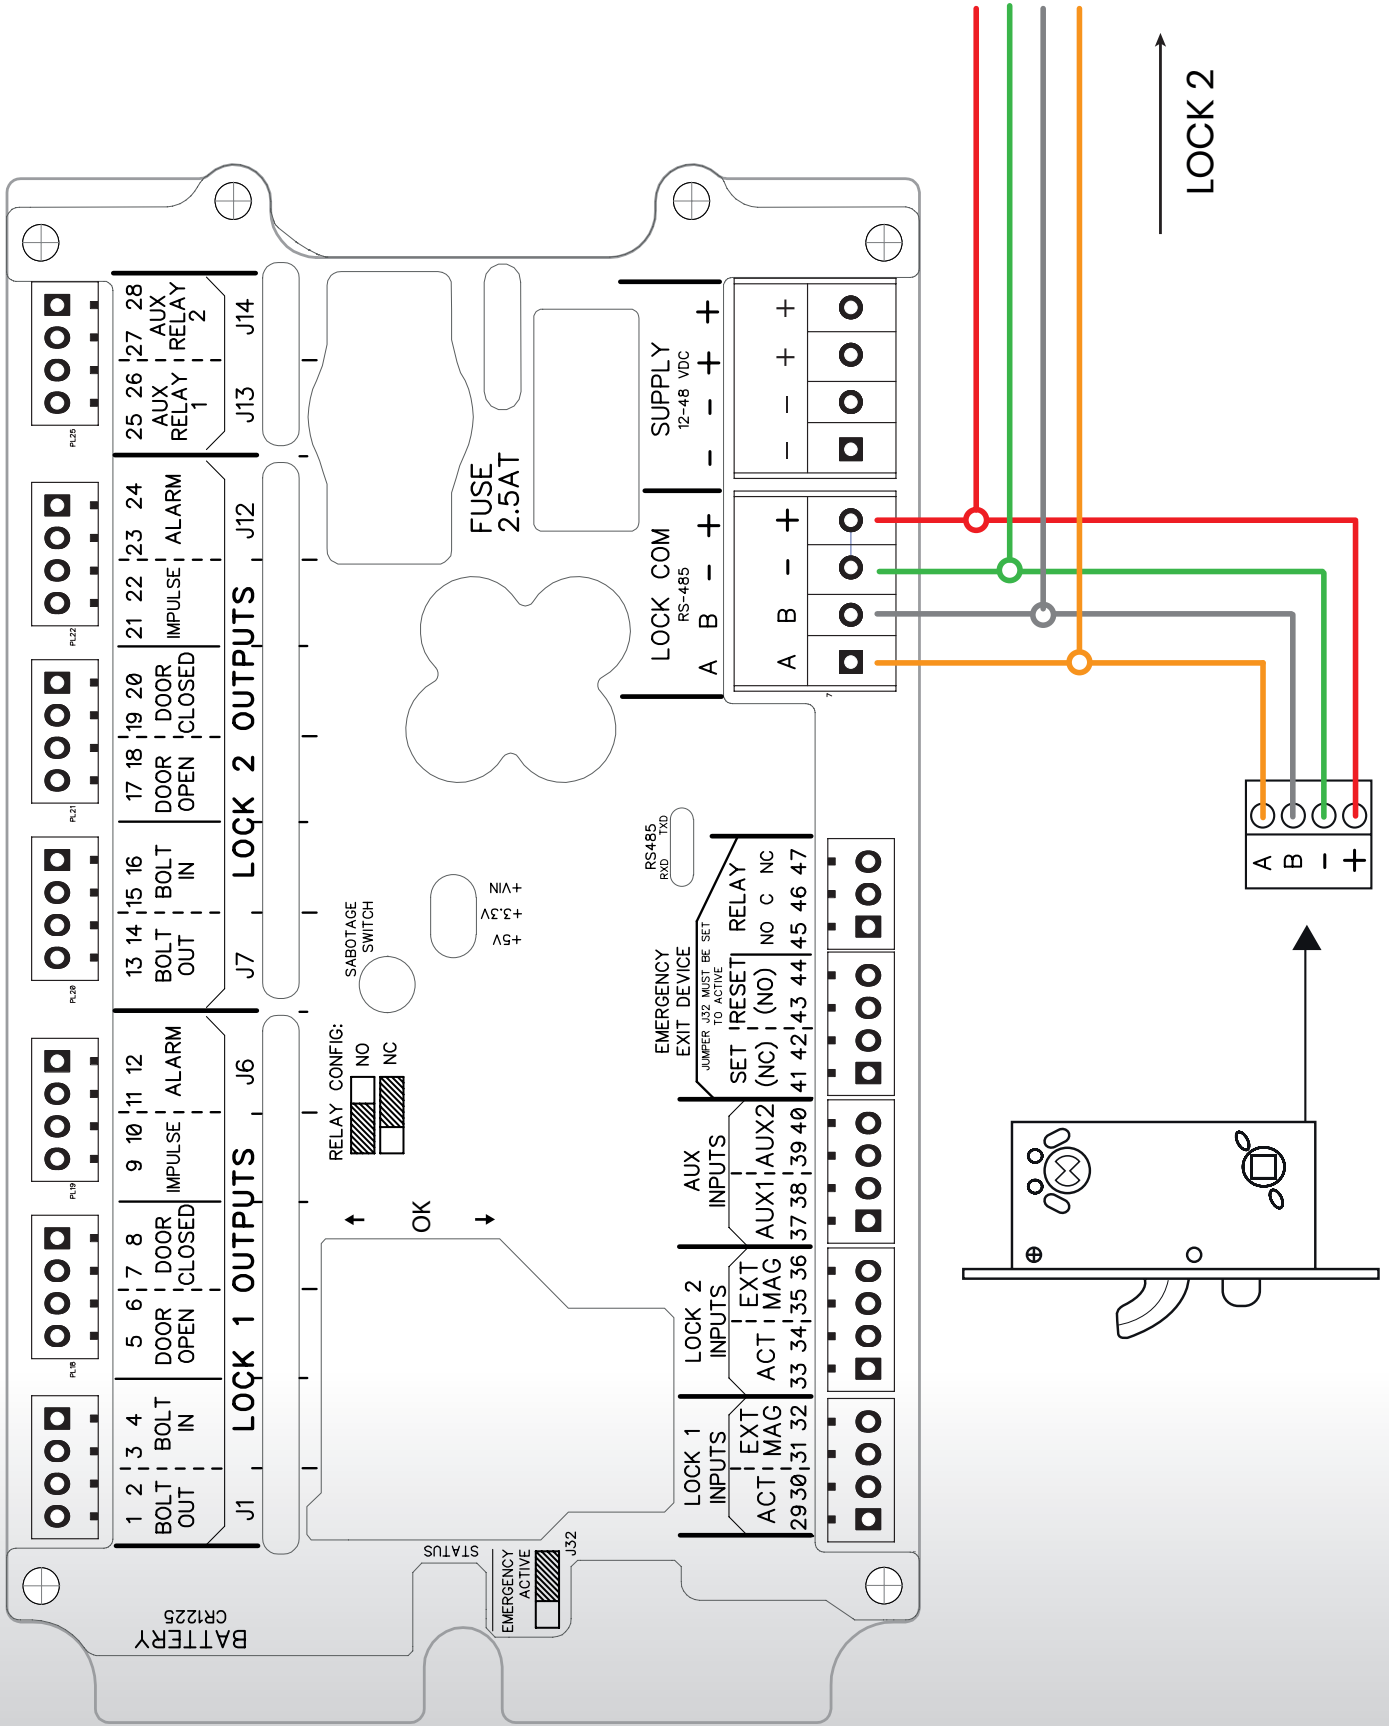 LOCK 2
28
27
AUX
RELAY
2
J14
26
25
AUX
RELAY
1
J13
PL25
23 24
ALARM
J12
21 22
IMPULSE
PL22
19 20
DOOR
CLOSED
17 18
DOOR
OPEN
PL21
15 16
BOLT
IN
13 14
BOLT
OUT
J7
PL20
LOCK 2 OUTPUTS
11 12
ALARM
J6
9 10
IMPULSE
PL19
7 8
DOOR
CLOSED
5 6
DOOR
OPEN
PL18
3 4
BOLT
IN
1 2
BOLT
OUT
J1
LOCK 1 OUTPUTS
BATTERY
CR1225
FUSE
2.5AT
SUPPLY
12-48 VDC
- - + +
- - + +
LOCK COM
RS-485
A B - +
A B - +
7
RS485
RXD TXD
+VIN
+3.3V
+5V
SABOTAGE
SWITCH
RELAY CONFIG:
NO
NC
OK
EMERGENCY
EXIT DEVICE
JUMPER J32 MUST BE SET
TO ACTIVE
RELAY
NO C NC
45 46 47
SET RESET
(NC) (NO)
41 42 43 44
AUX
INPUTS
AUX1 AUX2
37 38 39 40
LOCK 2
INPUTS
ACT
EXT
MAG
33 34 35 36
LOCK 1
INPUTS
ACT
EXT
MAG
29 30 31 32
STATUS
EMERGENCY
ACTIVE
J32
A
B
-
+